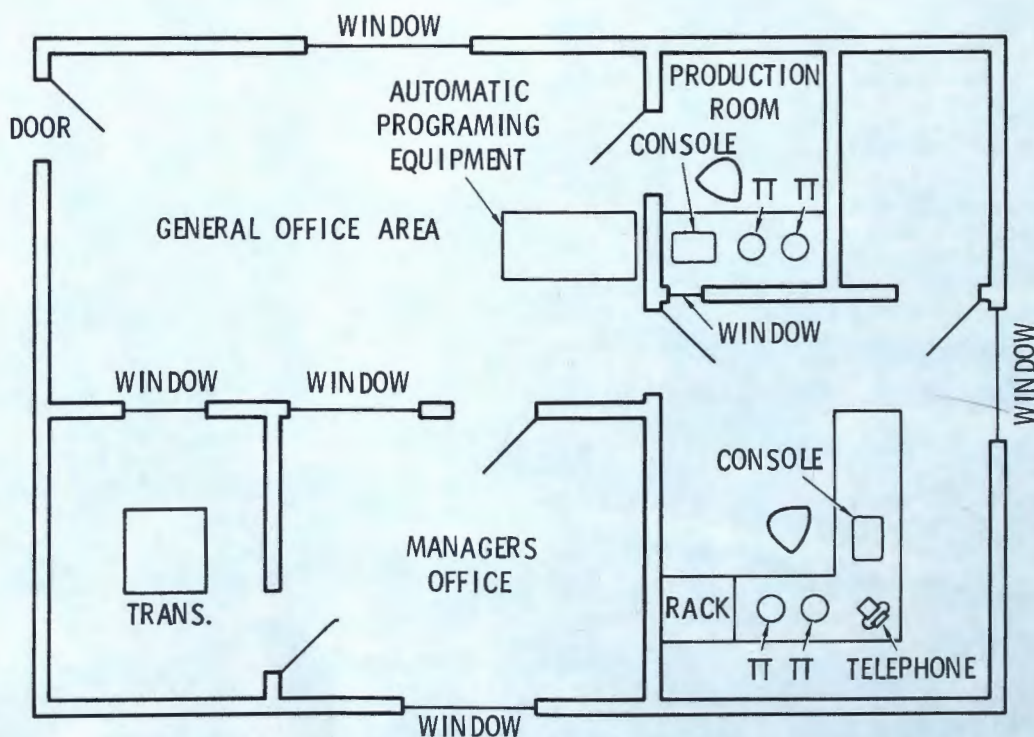 WINDOW
DOOR
AUTOMATIC
PROGRAMING
EQUIPMENT
PRODUCTION
ROOM
CONSOLE
TT TT
GENERAL OFFICE AREA
WINDOW
WINDOW
WINDOW
WINDOW
CONSOLE
MANAGERS
OFFICE
TRANS.
RACK
TT TT
TELEPHONE
WINDOW